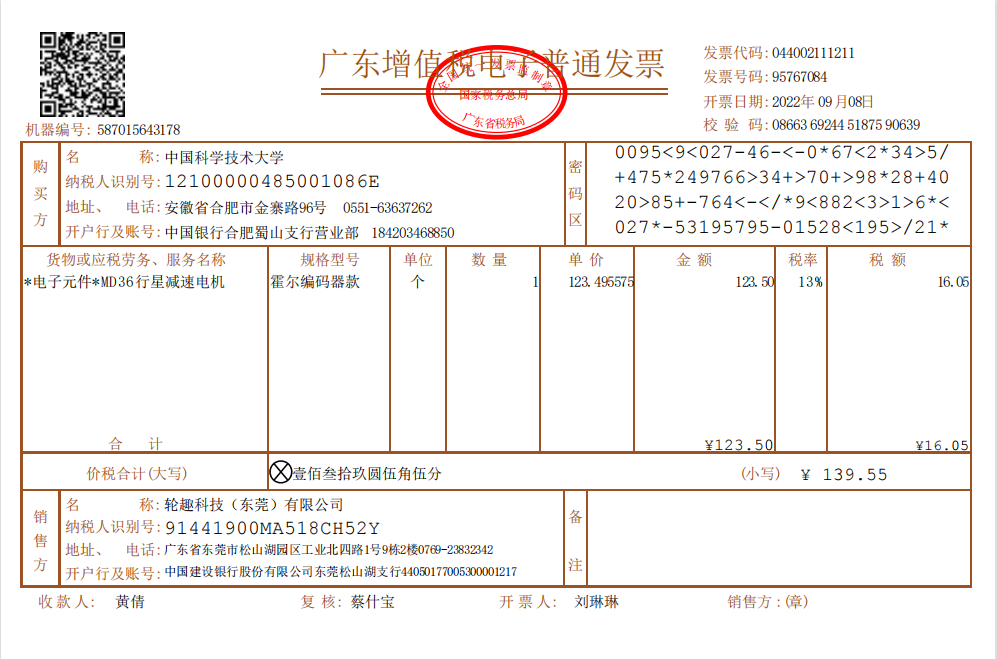 广东增值税电子普通发票
全国统一发票监制章
国家税务总局
广东省税务局
发票代码:044002111211
发票号码:95767084
开票日期:2022年 09月08日
校 验 码:08663 69244 51875 90639
机器编号: 587015643178
购买方
名 称:中国科学技术大学
纳税人识别号:12100000485001086E
地址、 电话:安徽省合肥市金寨路96号 0551-63637262
开户行及账号:中国银行合肥蜀山支行营业部 184203468850
密码区
0095<9<027-46-<-0*67<2*34>5/
+475*249766>34+>70+>98*28+40
20>85+-764<-</*9<882<3>1>6*<
027*-53195795-01528<195>/21*
货物或应税劳务、服务名称 规格型号 单位 数 量 单 价 金 额 税率 税 额
*电子元件*MD36行星减速电机 霍尔编码器款 个 1 123.495575 123.50 13% 16.05
合 计 ¥123.50 ¥16.05
价税合计(大写) 壹佰叁拾玖圆伍角伍分 (小写) ¥ 139.55
销售方
名 称:轮趣科技（东莞）有限公司
纳税人识别号:91441900MA518CH52Y
地址、 电话:广东省东莞市松山湖园区工业北四路1号9栋2楼0769-23832342
开户行及账号:中国建设银行股份有限公司东莞松山湖支行44050177005300001217
备注
收款人: 黄倩 复 核: 蔡什宝 开票人: 刘琳琳 销售方:(章)